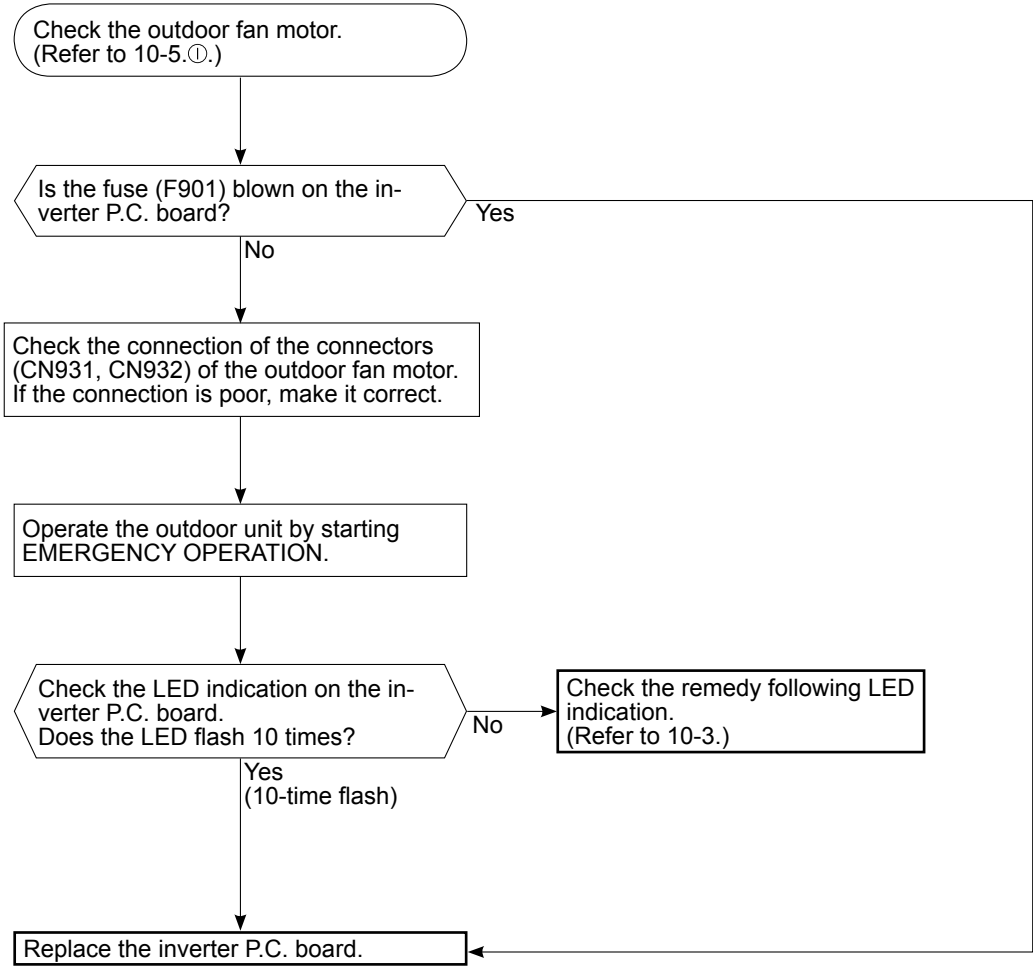 Check the outdoor fan motor.
(Refer to 10-5.Ⓘ.)
Is the fuse (F901) blown on the in-
verter P.C. board?
Yes
No
Check the connection of the connectors
(CN931, CN932) of the outdoor fan motor.
If the connection is poor, make it correct.
Operate the outdoor unit by starting
EMERGENCY OPERATION.
Check the LED indication on the in-
verter P.C. board.
Does the LED flash 10 times?
No
Check the remedy following LED
indication.
(Refer to 10-3.)
Yes
(10-time flash)
Replace the inverter P.C. board.